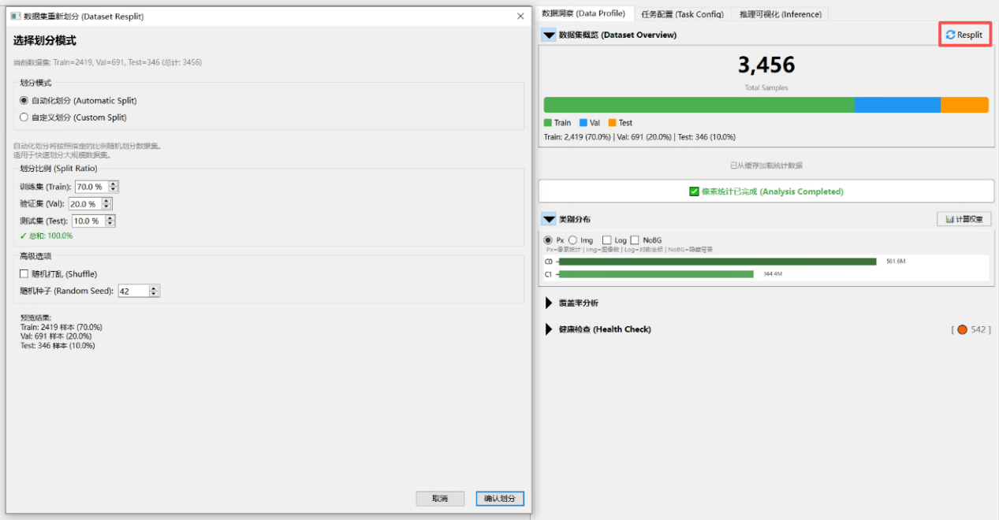 数据集重新划分 (Dataset Resplit)
选择划分模式
当前数据集: Train=2419, Val=691, Test=346 (总计: 3456)
划分模式
自动化划分 (Automatic Split)
自定义划分 (Custom Split)
自动化划分将按照指定的比例随机划分数据集。
适用于快速划分大规模数据集。
划分比例 (Split Ratio)
训练集 (Train): 70.0 %
验证集 (Val): 20.0 %
测试集 (Test): 10.0 %
✓ 总和: 100.0%
高级选项
随机打乱 (Shuffle)
随机种子 (Random Seed): 42
预览结果:
Train: 2419 样本 (70.0%)
Val: 691 样本 (20.0%)
Test: 346 样本 (10.0%)
取消
确认划分
数据洞察 (Data Profile)
任务配置 (Task Config)
推理可视化 (Inference)
数据集概览 (Dataset Overview)
Resplit
3,456
Total Samples
Train Val Test
Train: 2,419 (70.0%) | Val: 691 (20.0%) | Test: 346 (10.0%)
已从缓存加载统计数据
像素统计已完成 (Analysis Completed)
类别分布
计算权重
Px Img Log NoBG
Px=像素统计 | Img=图像数 | Log=对数坐标 | NoBG=隐藏背景
C0 561.6M
C1 344.4M
覆盖率分析
健康检查 (Health Check)
[ 542 ]